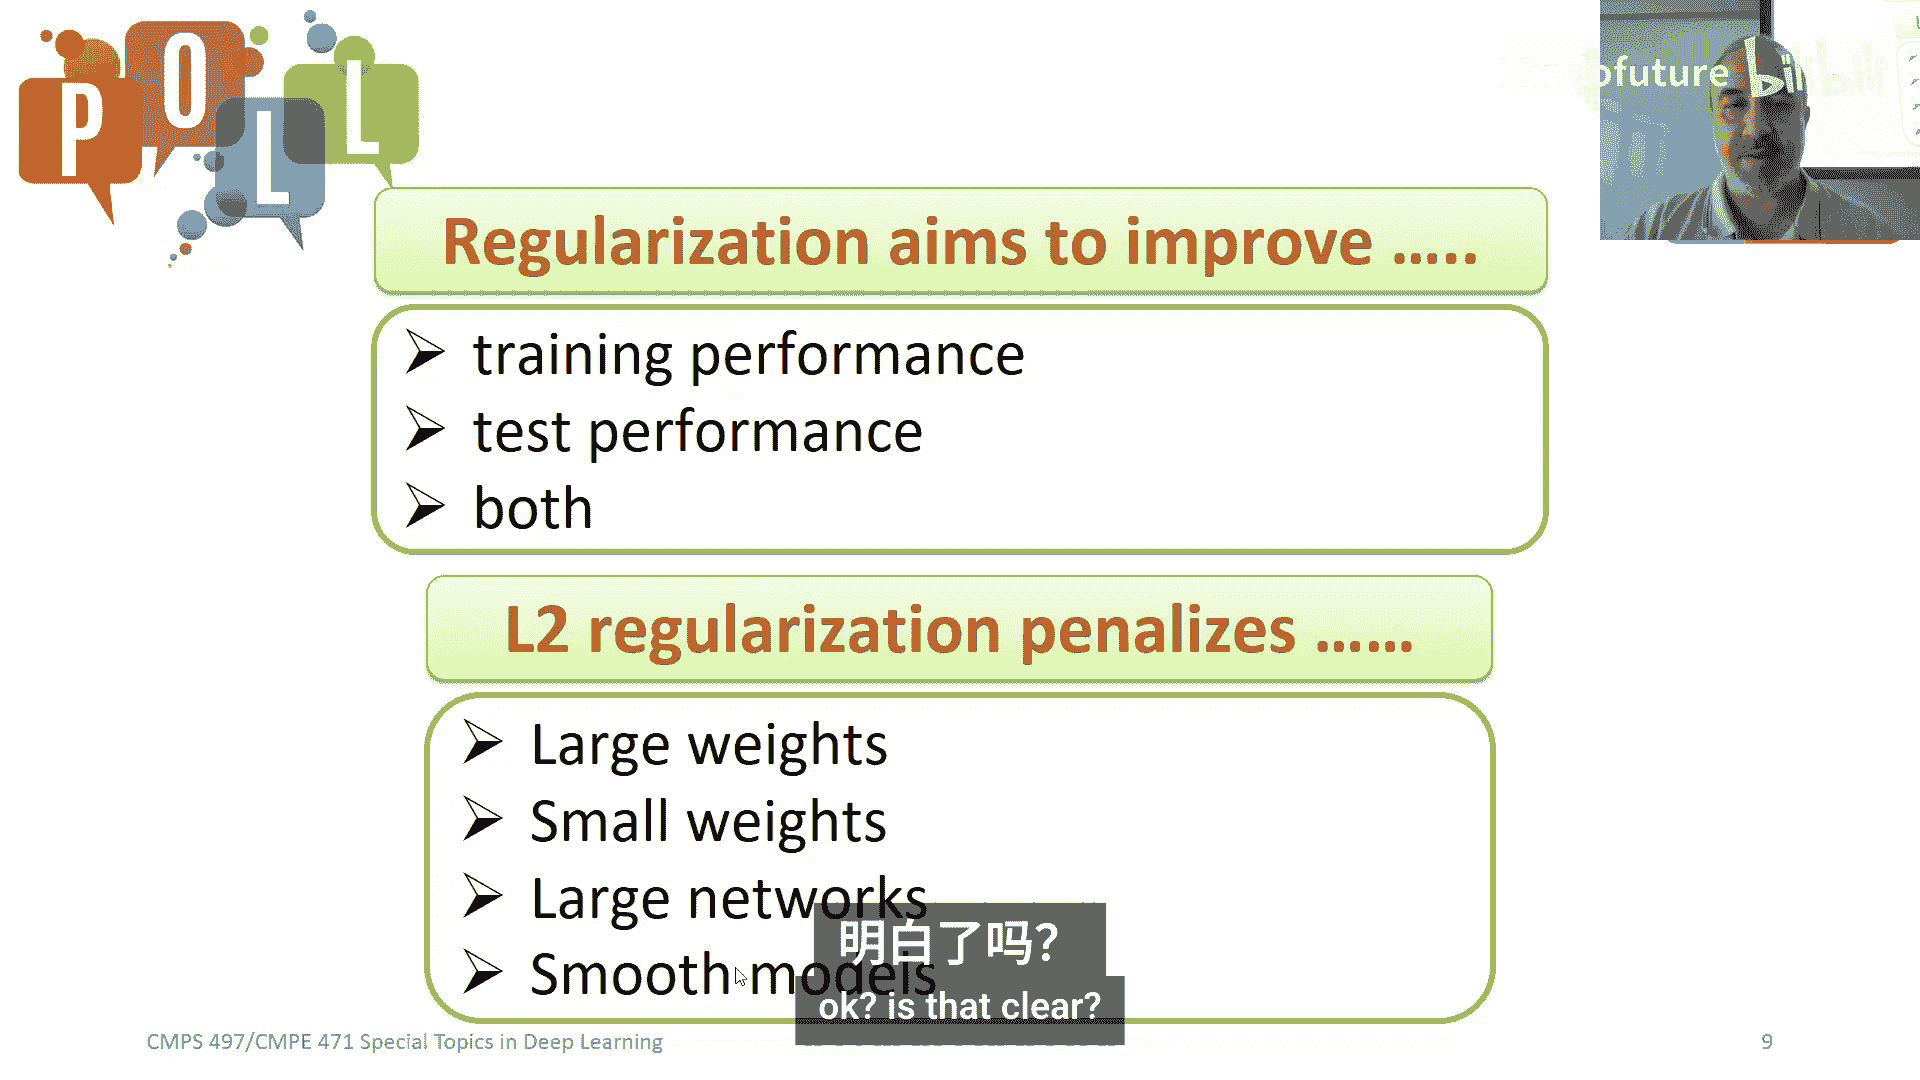 POLL
ofuture bilibili
Regularization aims to improve .....
➢ training performance
➢ test performance
➢ both
L2 regularization penalizes ......
➢ Large weights
➢ Small weights
➢ Large networks
➢ Smooth models
明白了吗？
ok? is that clear?
CMPS 497/CMPE 471 Special Topics in Deep Learning
9